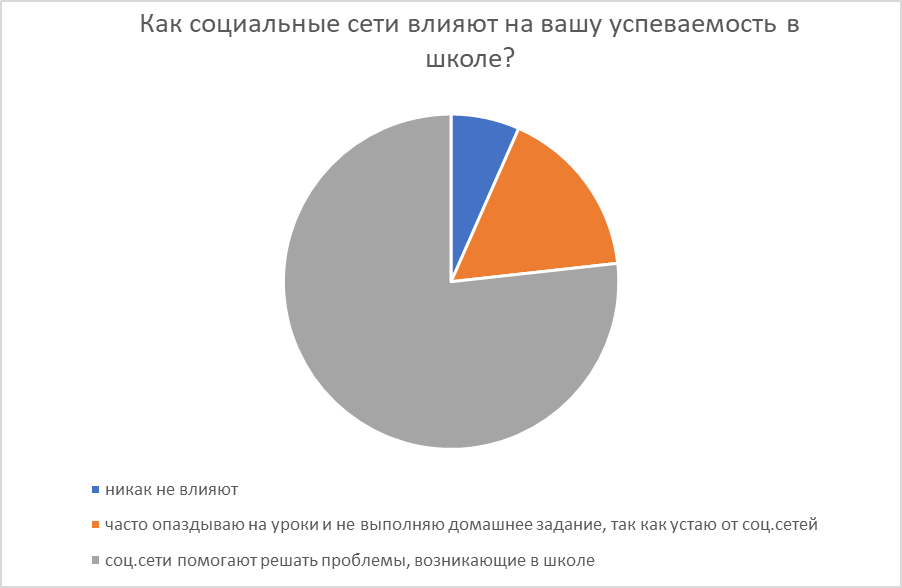 Как социальные сети влияют на вашу успеваемость в
школе?
никак не влияют
часто опаздываю на уроки и не выполняю домашнее задание, так как устаю от соц.сетей
соц.сети помогают решать проблемы, возникающие в школе